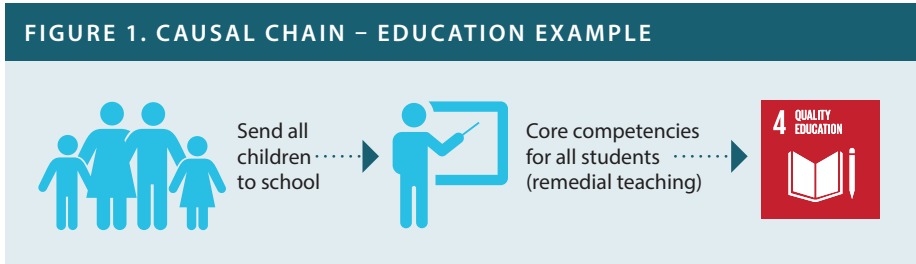 FIGURE 1. CAUSAL CHAIN – EDUCATION EXAMPLE
Send all
children
to school
Core competencies
for all students
(remedial teaching)
4 QUALITY
EDUCATION